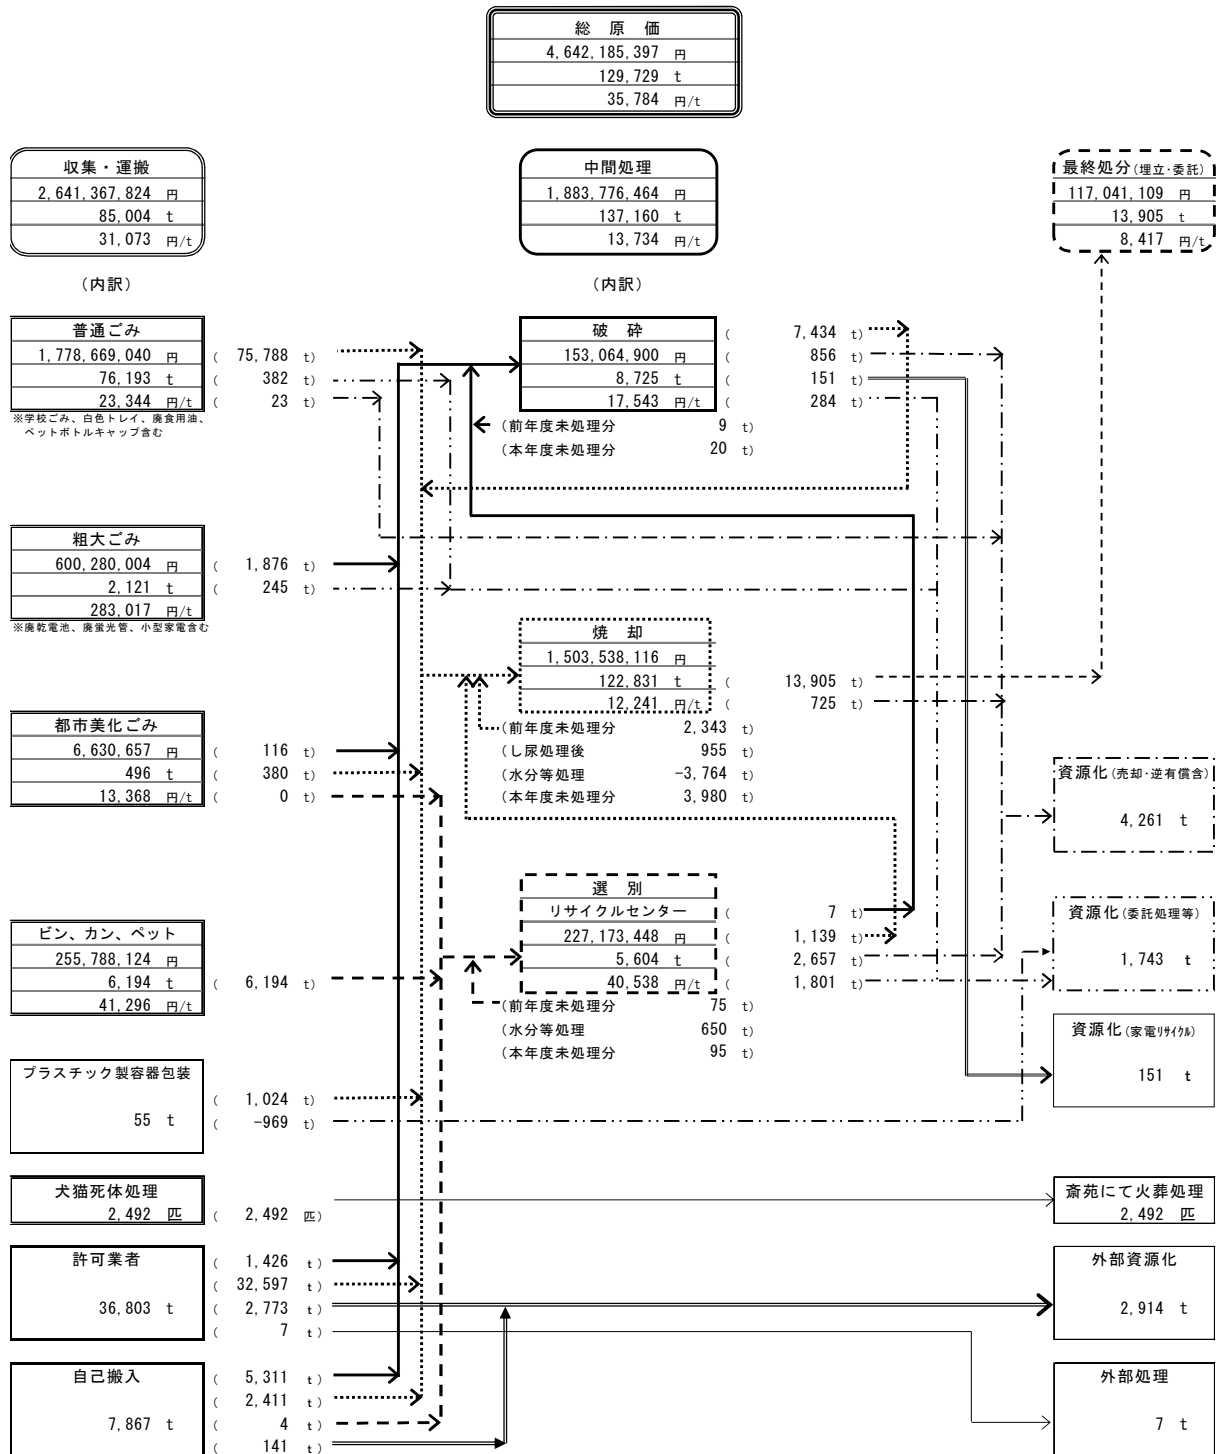 総 原 価
4,642,185,397 円
129,729 t
35,784 円/t
収集・運搬
2,641,367,824 円
85,004 t
31,073 円/t
中間処理
1,883,776,464 円
137,160 t
13,734 円/t
最終処分(埋立・委託)
117,041,109 円
13,905 t
8,417 円/t
(内訳)
(内訳)
普通ごみ
1,778,669,040 円 ( 75,788 t)
76,193 t ( 382 t)
23,344 円/t ( 23 t)
※学校ごみ、白色トレイ、廃食用油、
ペットボトルキャップ含む
破 砕 ( 7,434 t)
153,064,900 円 ( 856 t)
8,725 t ( 151 t)
17,543 円/t ( 284 t)
(前年度未処理分 9 t)
(本年度未処理分 20 t)
粗大ごみ
600,280,004 円 ( 1,876 t)
2,121 t ( 245 t)
283,017 円/t
※廃乾電池、廃蛍光管、小型家電含む
焼 却
1,503,538,116 円
122,831 t ( 13,905 t)
12,241 円/t ( 725 t)
(前年度未処理分 2,343 t)
(し尿処理後 955 t)
(水分等処理 -3,764 t)
(本年度未処理分 3,980 t)
都市美化ごみ
6,630,657 円 ( 116 t)
496 t ( 380 t)
13,368 円/t ( 0 t)
資源化(売却・逆有償含)
4,261 t
選 別
リサイクルセンター ( 7 t)
227,173,448 円 ( 1,139 t)
5,604 t ( 2,657 t)
40,538 円/t ( 1,801 t)
(前年度未処理分 75 t)
(水分等処理 650 t)
(本年度未処理分 95 t)
ビン、カン、ペット
255,788,124 円
6,194 t ( 6,194 t)
41,296 円/t
資源化(委託処理等)
1,743 t
資源化(家電リサイクル)
151 t
プラスチック製容器包装
( 1,024 t)
55 t ( -969 t)
犬猫死体処理
2,492 匹 ( 2,492 匹)
斎苑にて火葬処理
2,492 匹
許可業者 ( 1,426 t)
( 32,597 t)
36,803 t ( 2,773 t)
( 7 t)
外部資源化
2,914 t
自己搬入 ( 5,311 t)
( 2,411 t)
7,867 t ( 4 t)
( 141 t)
外部処理
7 t